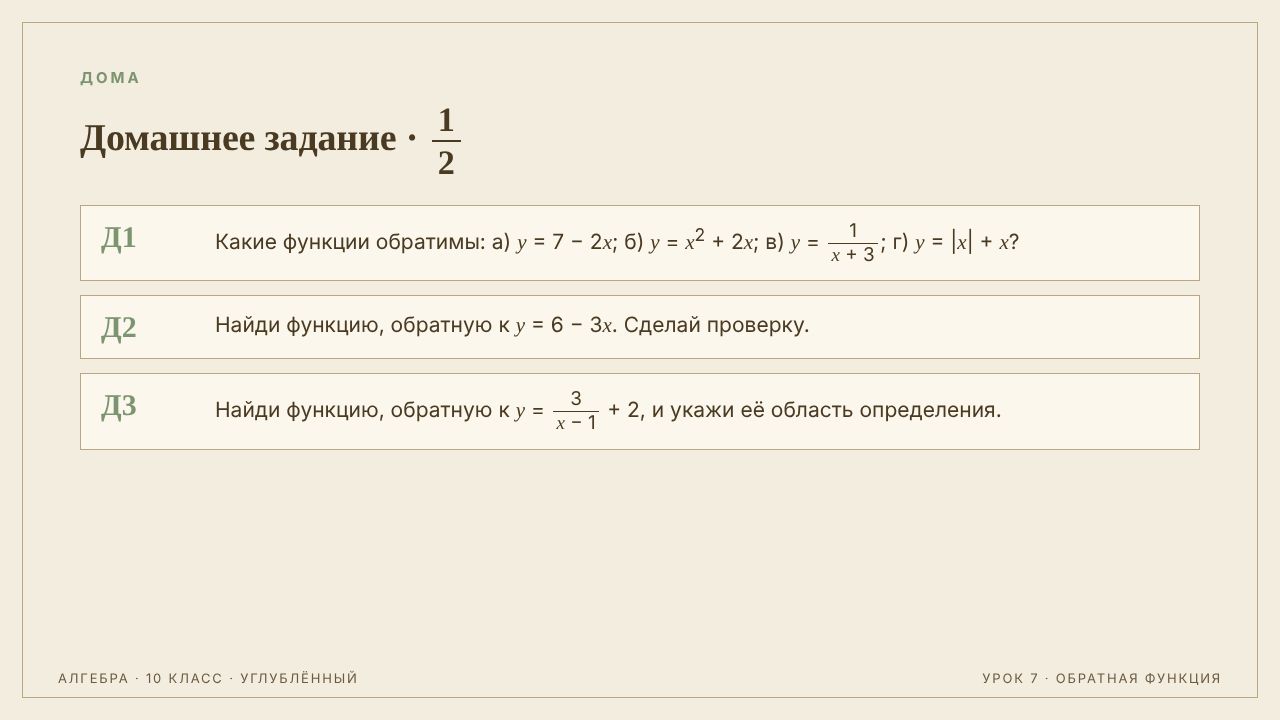 ДОМА
Домашнее задание · 1/2
Д1 Какие функции обратимы: а) y = 7 − 2x; б) y = x² + 2x; в) y = 1/(x + 3); г) y = |x| + x?
Д2 Найди функцию, обратную к y = 6 − 3x. Сделай проверку.
Д3 Найди функцию, обратную к y = 3/(x − 1) + 2, и укажи её область определения.
АЛГЕБРА · 10 КЛАСС · УГЛУБЛЁННЫЙ
УРОК 7 · ОБРАТНАЯ ФУНКЦИЯ